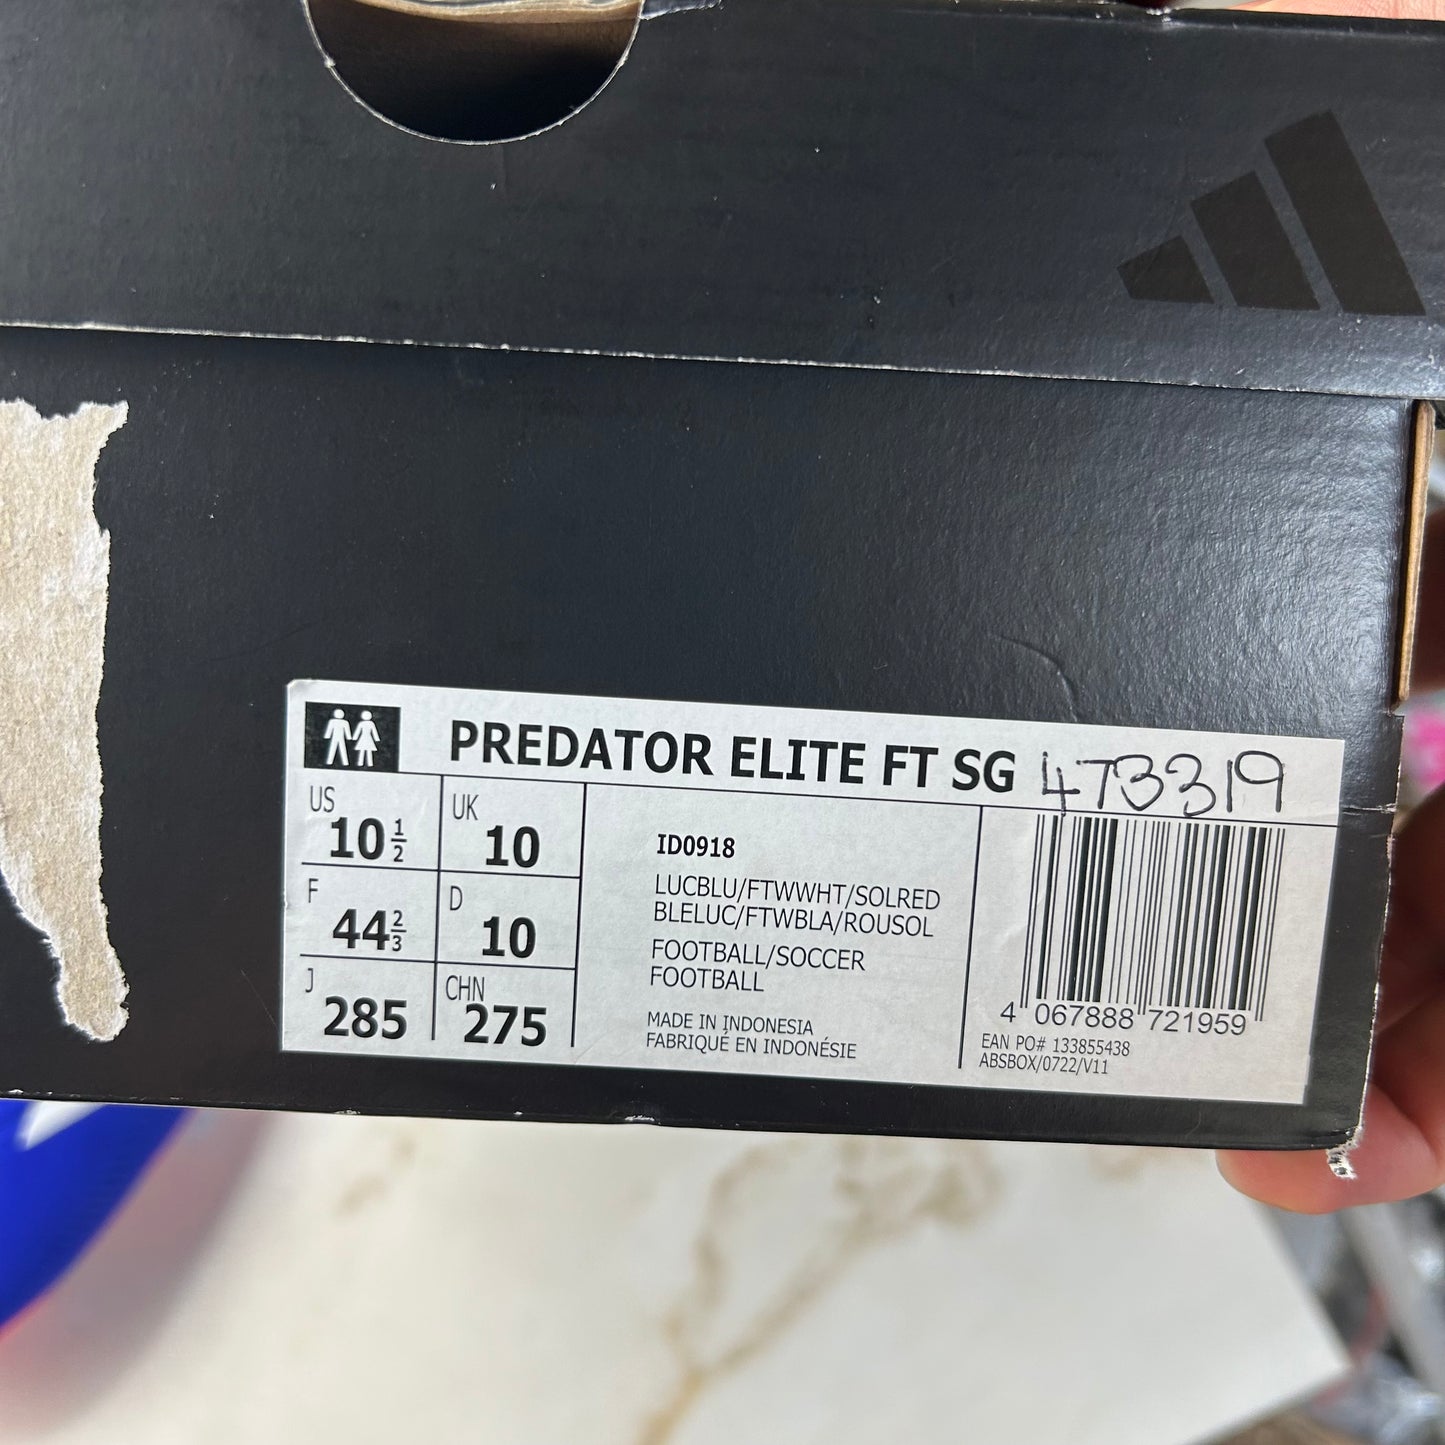 PREDATOR ELITE FT SG 473319
US 10 1/2
UK 10
F 44 2/3
D 10
J 285
CHN 275
ID0918
LUCBLU/FTWWHT/SOLRED
BLELUC/FTWBLA/ROUSOL
FOOTBALL/SOCCER
FOOTBALL
MADE IN INDONESIA
FABRIQUÉ EN INDONÉSIE
4 067888 721959
EAN PO# 133855438
ABSBOX/0722/V11